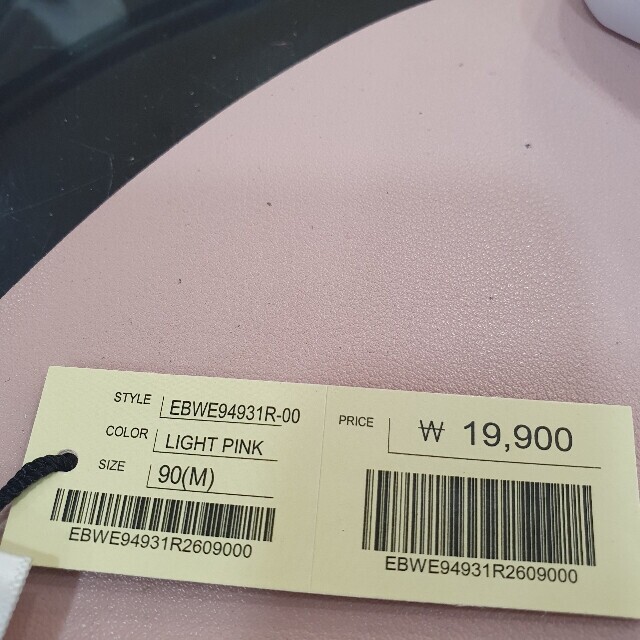 STYLE EBWE94931R-00
COLOR LIGHT PINK
SIZE 90(M)
EBWE94931R2609000
PRICE ₩ 19,900
EBWE94931R2609000